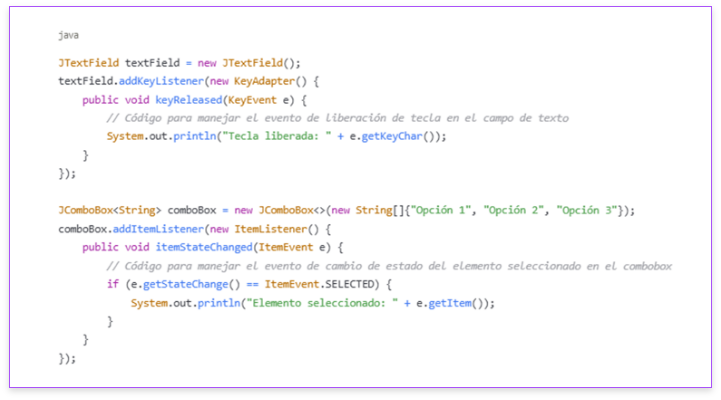 java
JTextField textField = new JTextField();
textField.addKeyListener(new KeyAdapter() {
    public void keyReleased(KeyEvent e) {
        // Código para manejar el evento de liberación de tecla en el campo de texto
        System.out.println("Tecla liberada: " + e.getKeyChar());
    }
});
JComboBox<String> comboBox = new JComboBox<>(new String[]{"Opción 1", "Opción 2", "Opción 3"});
comboBox.addItemListener(new ItemListener() {
    public void itemStateChanged(ItemEvent e) {
        // Código para manejar el evento de cambio de estado del elemento seleccionado en el combobox
        if (e.getStateChange() == ItemEvent.SELECTED) {
            System.out.println("Elemento seleccionado: " + e.getItem());
        }
    }
});